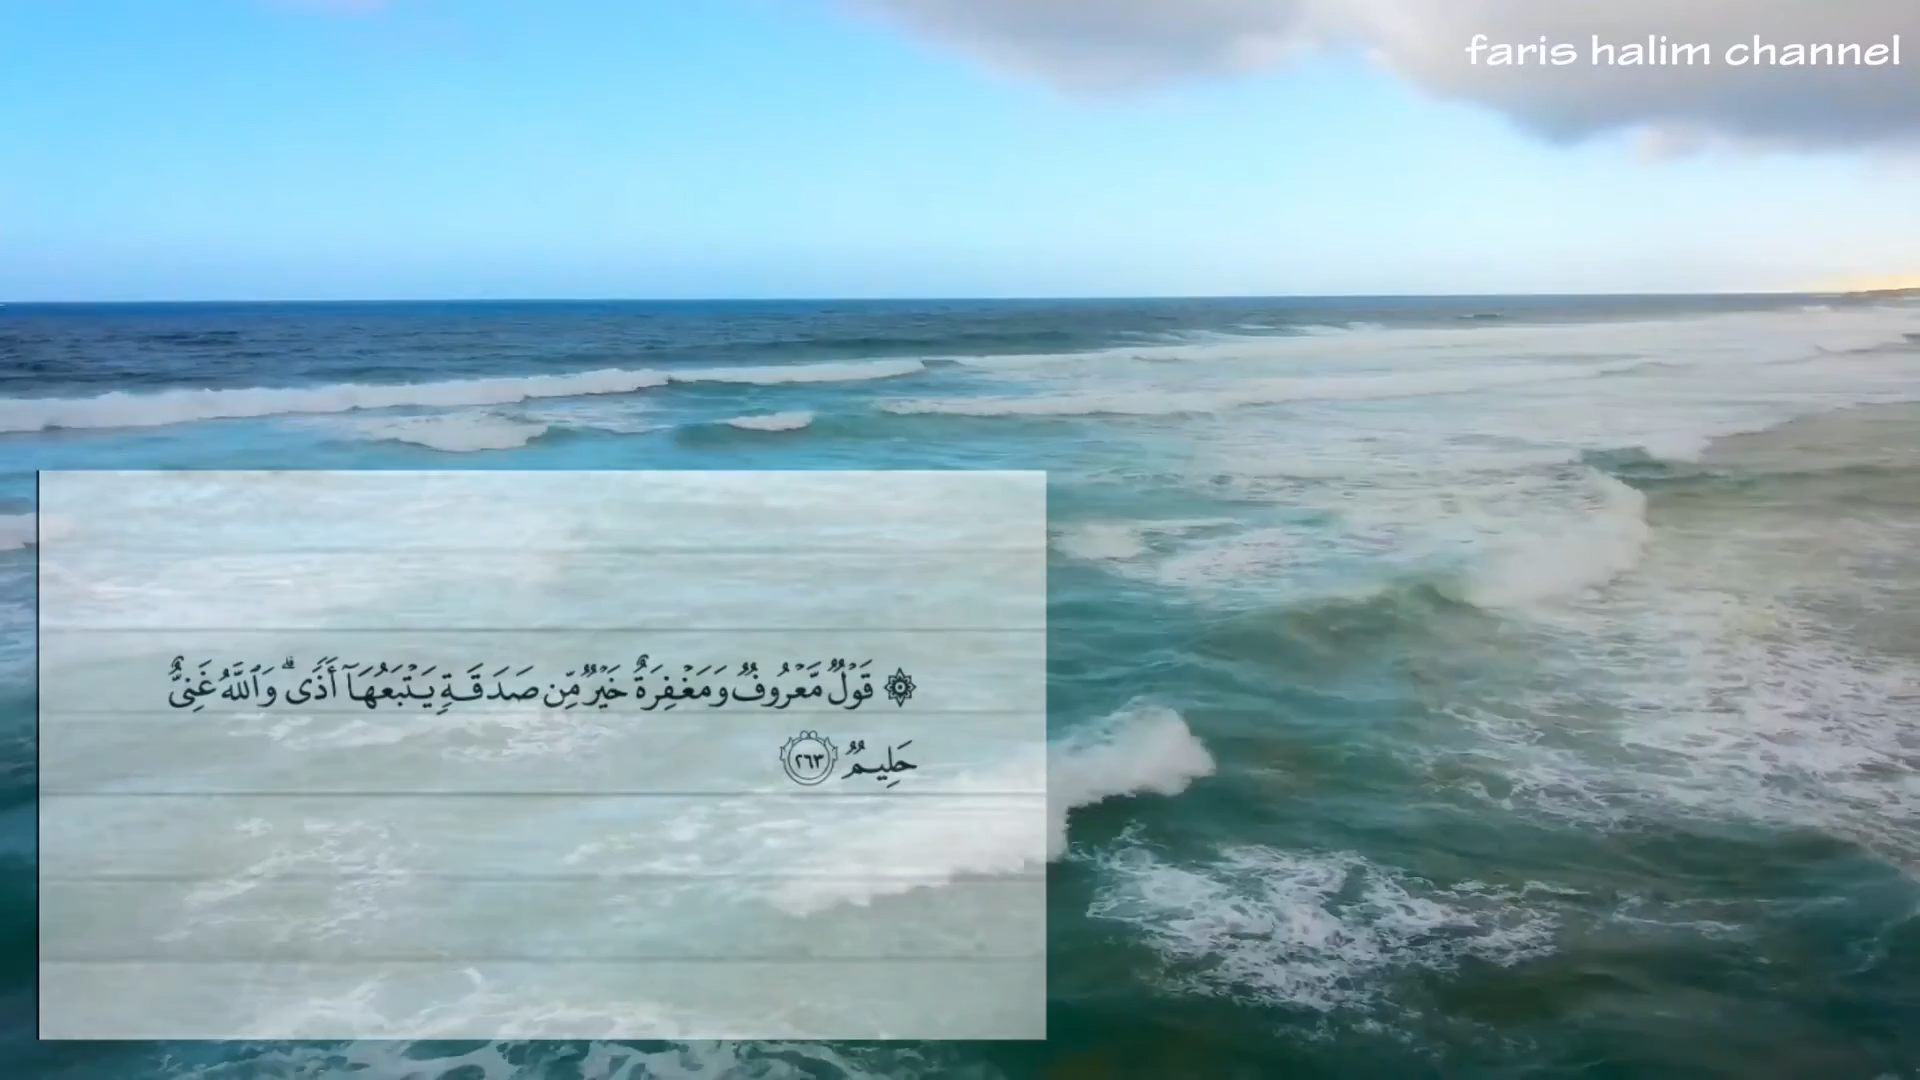 faris halim channel
۞ قَوْلٌ مَّعْرُوفٌ وَمَغْفِرَةٌ خَيْرٌ مِّن صَدَقَةٍ يَتْبَعُهَآ أَذًى ۗ وَٱللَّهُ غَنِىٌّ
حَلِيمٌ ٢٦٣